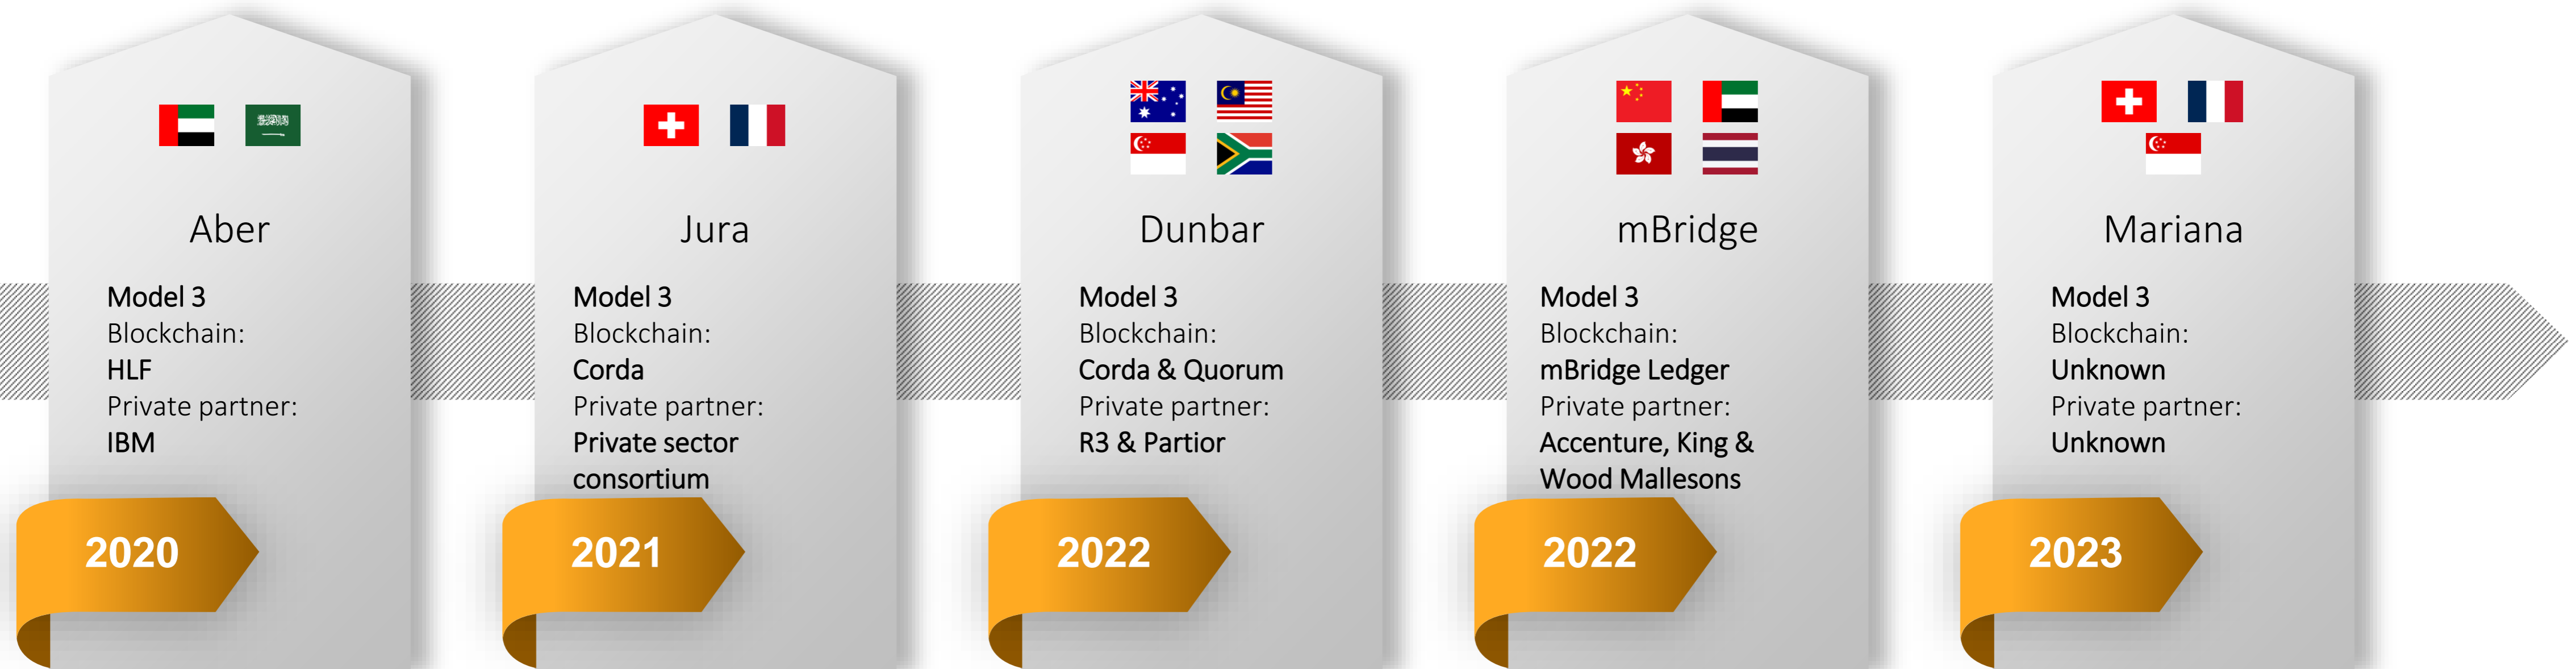 Aber
Model 3
Blockchain:
HLF
Private partner:
IBM
2020
Jura
Model 3
Blockchain:
Corda
Private partner:
Private sector
consortium
2021
Dunbar
Model 3
Blockchain:
Corda & Quorum
Private partner:
R3 & Partior
2022
mBridge
Model 3
Blockchain:
mBridge Ledger
Private partner:
Accenture, King &
Wood Mallesons
2022
Mariana
Model 3
Blockchain:
Unknown
Private partner:
Unknown
2023